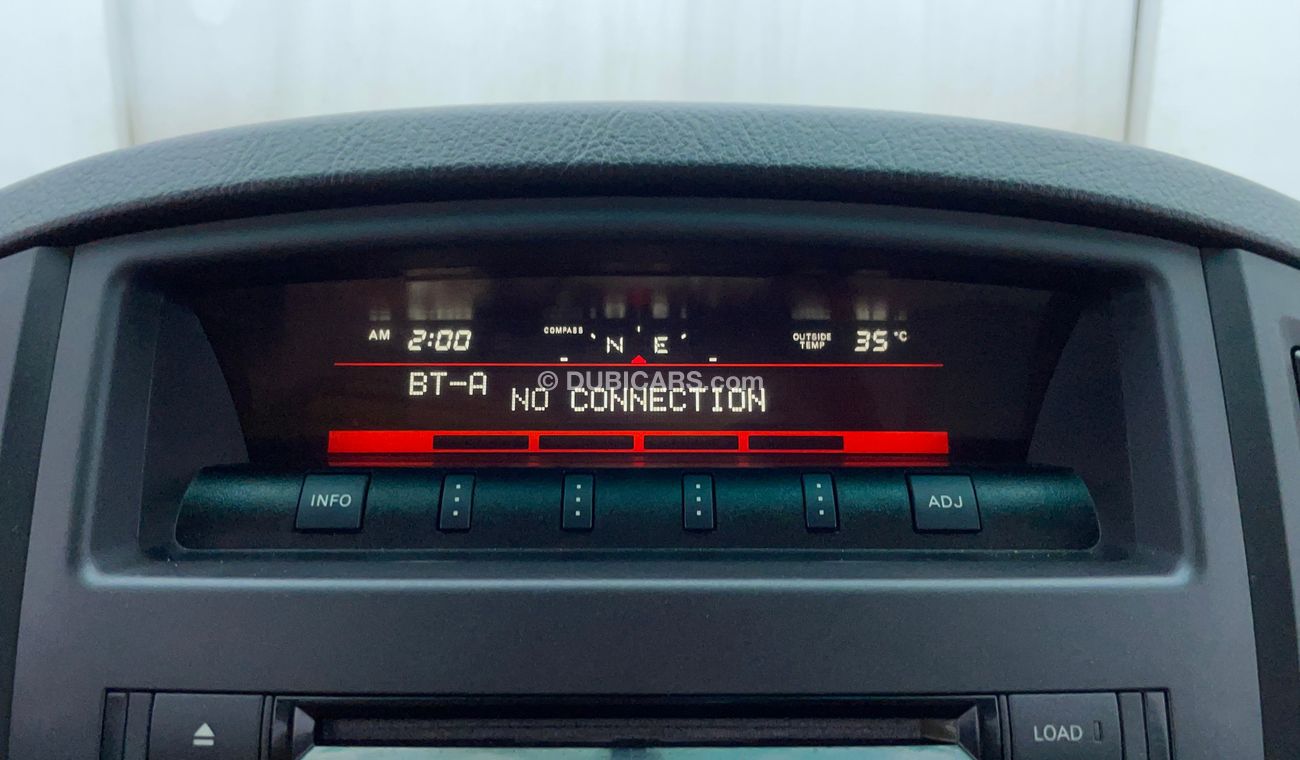 AM 2:00 COMPASS N E OUTSIDE TEMP 35 °C
BT-A
NO CONNECTION
© DUBICARS.com
INFO ADJ
LOAD